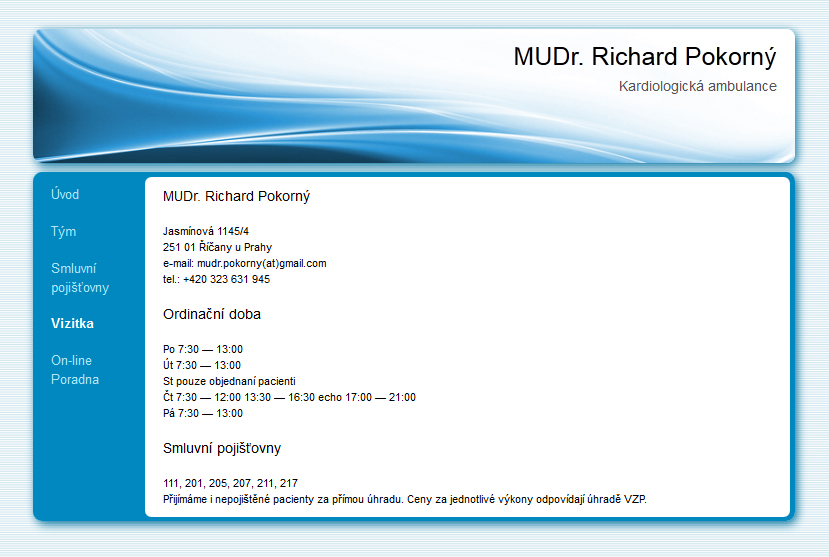 MUDr. Richard Pokorný
Kardiologická ambulance
Úvod
Tým
Smluvní
pojišťovny
Vizitka
On-line
Poradna
MUDr. Richard Pokorný
Jasmínová 1145/4
251 01 Říčany u Prahy
e-mail: mudr.pokorny(at)gmail.com
tel.: +420 323 631 945
Ordinační doba
Po 7:30 — 13:00
Út 7:30 — 13:00
St pouze objednaní pacienti
Čt 7:30 — 12:00 13:30 — 16:30 echo 17:00 — 21:00
Pá 7:30 — 13:00
Smluvní pojišťovny
111, 201, 205, 207, 211, 217
Přijímáme i nepojištěné pacienty za přímou úhradu. Ceny za jednotlivé výkony odpovídají úhradě VZP.